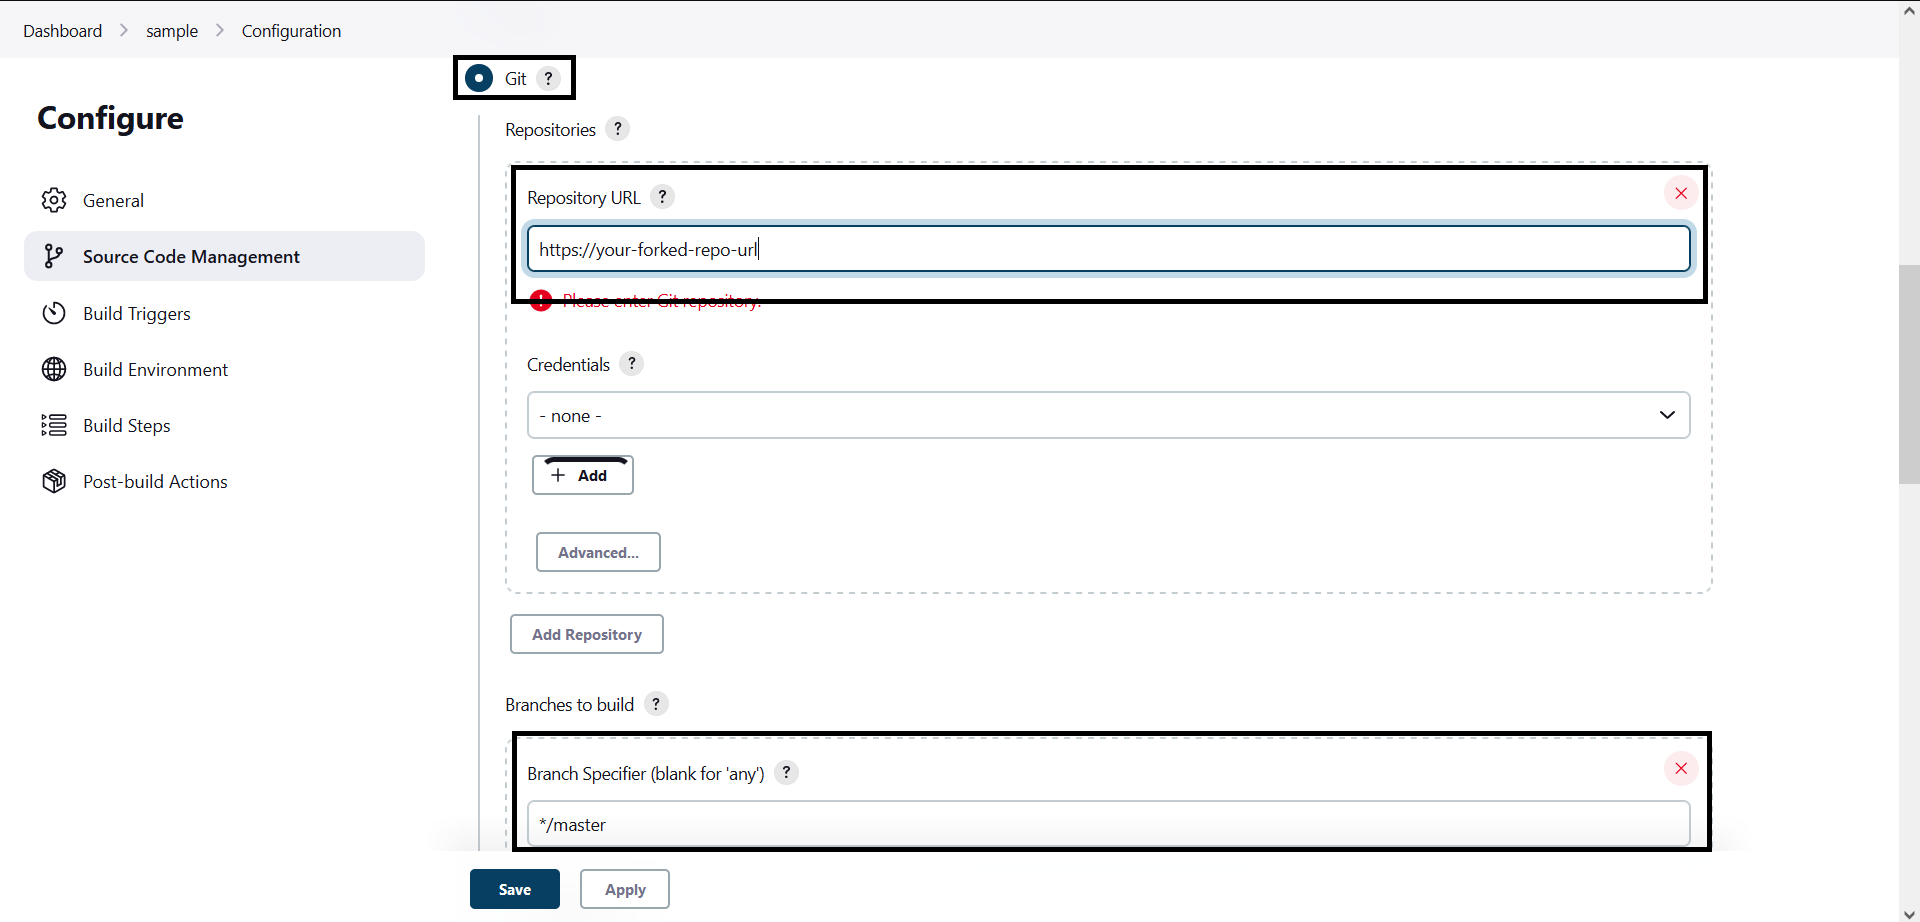 Dashboard > sample > Configuration
Git ?
Configure
Repositories ?
General
Repository URL ?
https://your-forked-repo-url
Source Code Management
Please enter Git repository.
Build Triggers
Build Environment
Credentials ?
- none -
Build Steps
+ Add
Post-build Actions
Advanced...
Add Repository
Branches to build ?
Branch Specifier (blank for 'any') ?
*/master
Save
Apply